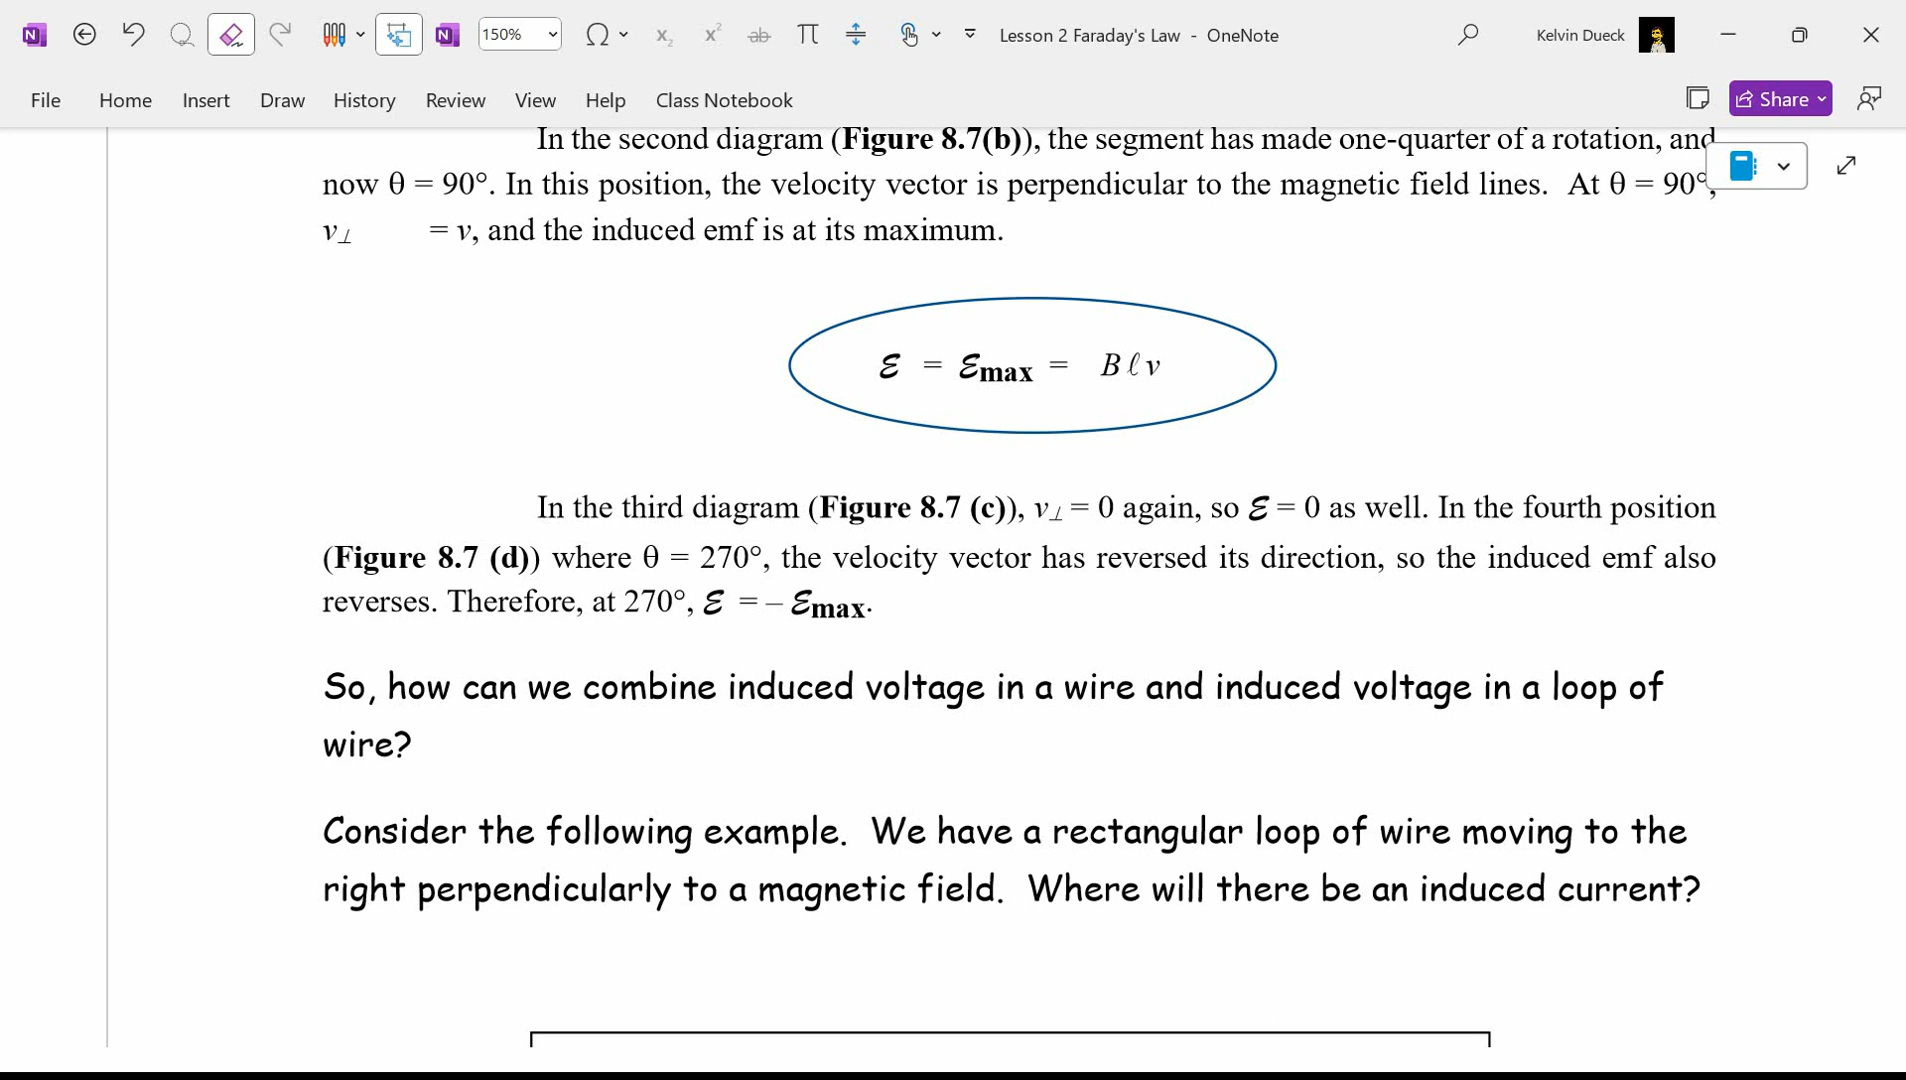 150%
Lesson 2 Faraday's Law - OneNote
Kelvin Dueck
File Home Insert Draw History Review View Help Class Notebook
Share
In the second diagram (Figure 8.7(b)), the segment has made one-quarter of a rotation, and
now θ = 90°. In this position, the velocity vector is perpendicular to the magnetic field lines. At θ = 90°,
v⊥ = v, and the induced emf is at its maximum.
ℰ = ℰmax = B ℓ v
In the third diagram (Figure 8.7 (c)), v⊥ = 0 again, so ℰ = 0 as well. In the fourth position
(Figure 8.7 (d)) where θ = 270°, the velocity vector has reversed its direction, so the induced emf also
reverses. Therefore, at 270°, ℰ = – ℰmax.
So, how can we combine induced voltage in a wire and induced voltage in a loop of
wire?
Consider the following example. We have a rectangular loop of wire moving to the
right perpendicularly to a magnetic field. Where will there be an induced current?